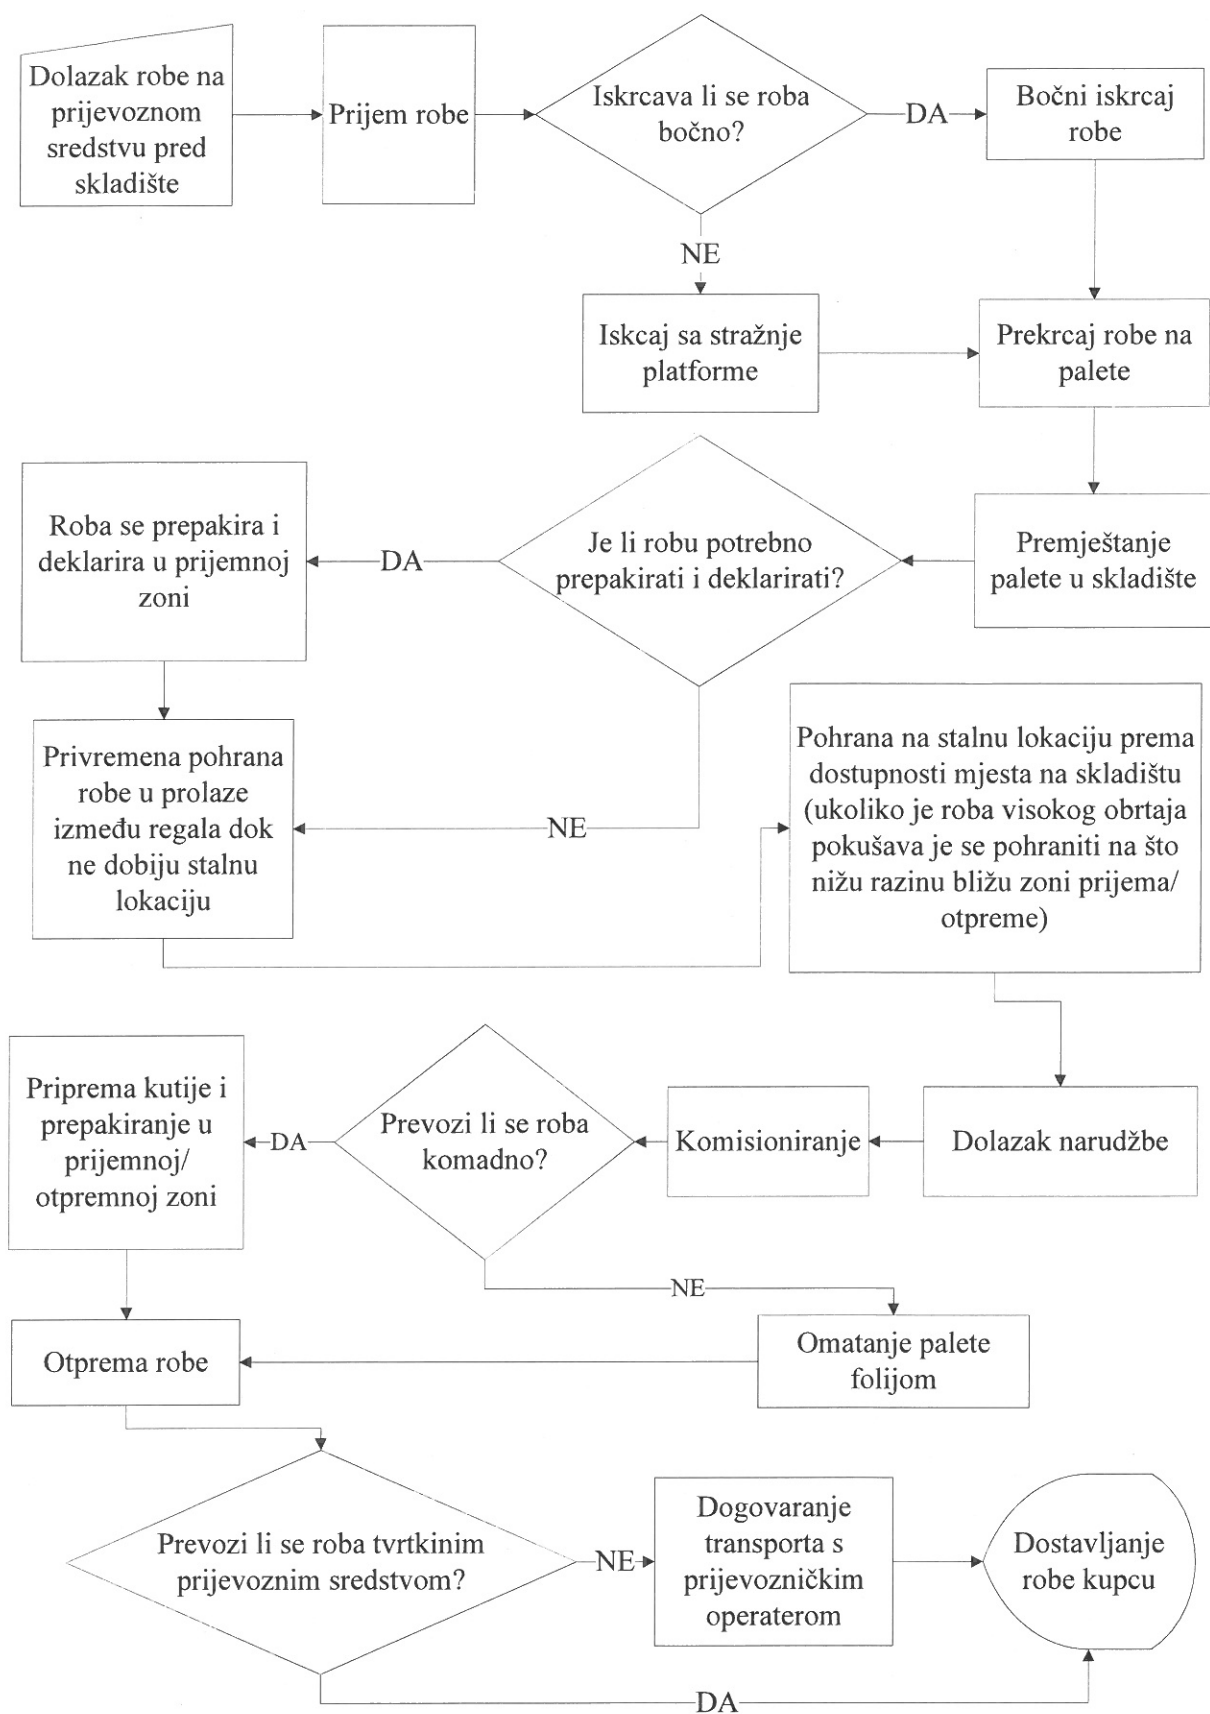 Dolazak robe na
prijevoznom
sredstvu pred
skladište
Prijem robe
Iskrcava li se roba
bočno?
DA
Bočni iskrcaj
robe
NE
Iskcaj sa stražnje
platforme
Prekrcaj robe na
palete
Premještanje
palete u skladište
Je li robu potrebno
prepakirati i deklarirati?
DA
Roba se prepakira i
deklarira u prijemnoj
zoni
NE
Privremena pohrana
robe u prolaze
između regala dok
ne dobiju stalnu
lokaciju
Pohrana na stalnu lokaciju prema
dostupnosti mjesta na skladištu
(ukoliko je roba visokog obrtaja
pokušava je se pohraniti na što
nižu razinu bližu zoni prijema/
otpreme)
Dolazak narudžbe
Komisioniranje
Prevozi li se roba
komadno?
DA
Priprema kutije i
prepakiranje u
prijemnoj/
otpremnoj zoni
NE
Omatanje palete
folijom
Otprema robe
Prevozi li se roba tvrtkinim
prijevoznim sredstvom?
NE
Dogovaranje
transporta s
prijevozničkim
operaterom
Dostavljanje
robe kupcu
DA